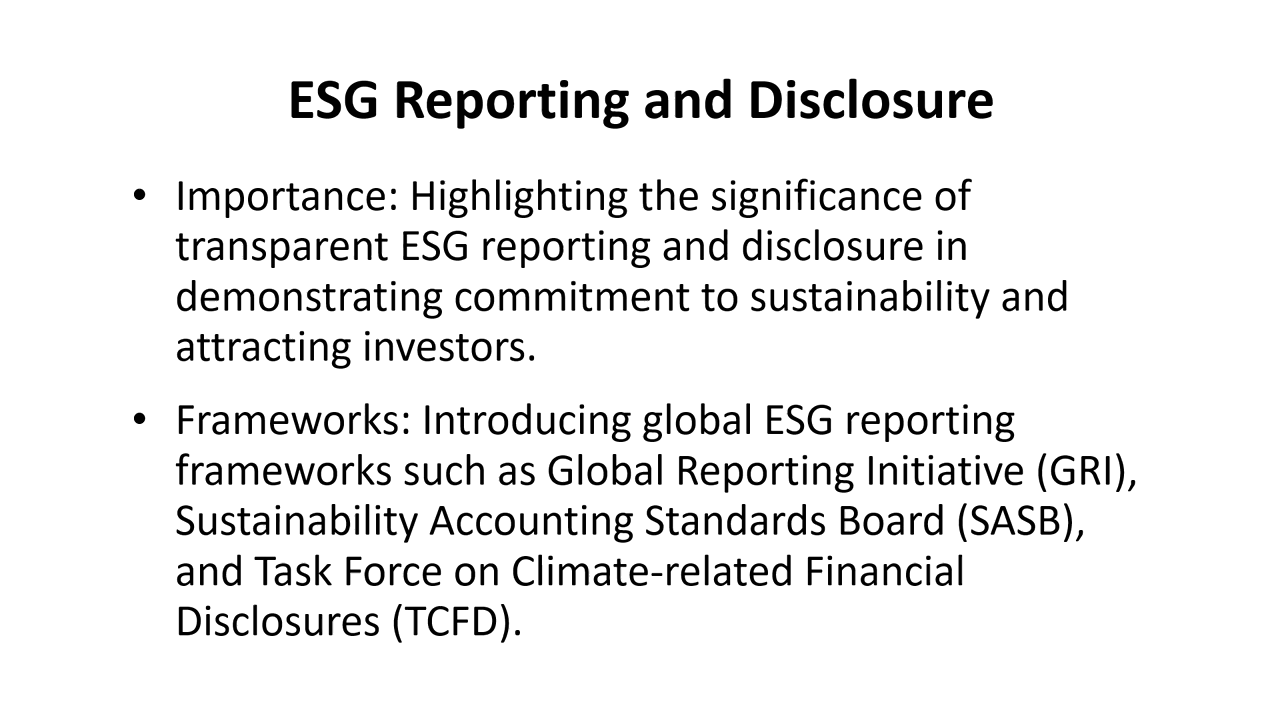 ESG Reporting and Disclosure
• Importance: Highlighting the significance of
transparent ESG reporting and disclosure in
demonstrating commitment to sustainability and
attracting investors.
• Frameworks: Introducing global ESG reporting
frameworks such as Global Reporting Initiative (GRI),
Sustainability Accounting Standards Board (SASB),
and Task Force on Climate-related Financial
Disclosures (TCFD).